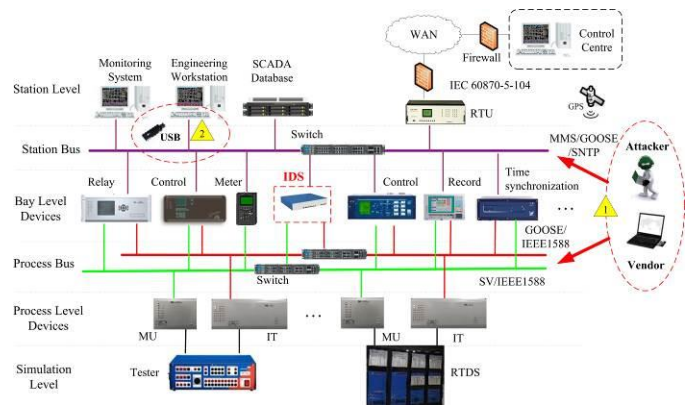 WAN
Control
Centre
Firewall
Monitoring
System
Engineering
Workstation
SCADA
Database
Station Level
IEC 60870-5-104
GPS
RTU
USB
2
Switch
Station Bus
MMS/GOOSE
/SNTP
Attacker
Relay
Control
Meter
IDS
Control
Record
Time
synchronization
Bay Level
Devices
...
1
GOOSE/
IEEE1588
Vendor
Process Bus
Switch
SV/IEEE1588
Process Level
Devices
...
MU
IT
MU
IT
Simulation
Level
Tester
RTDS